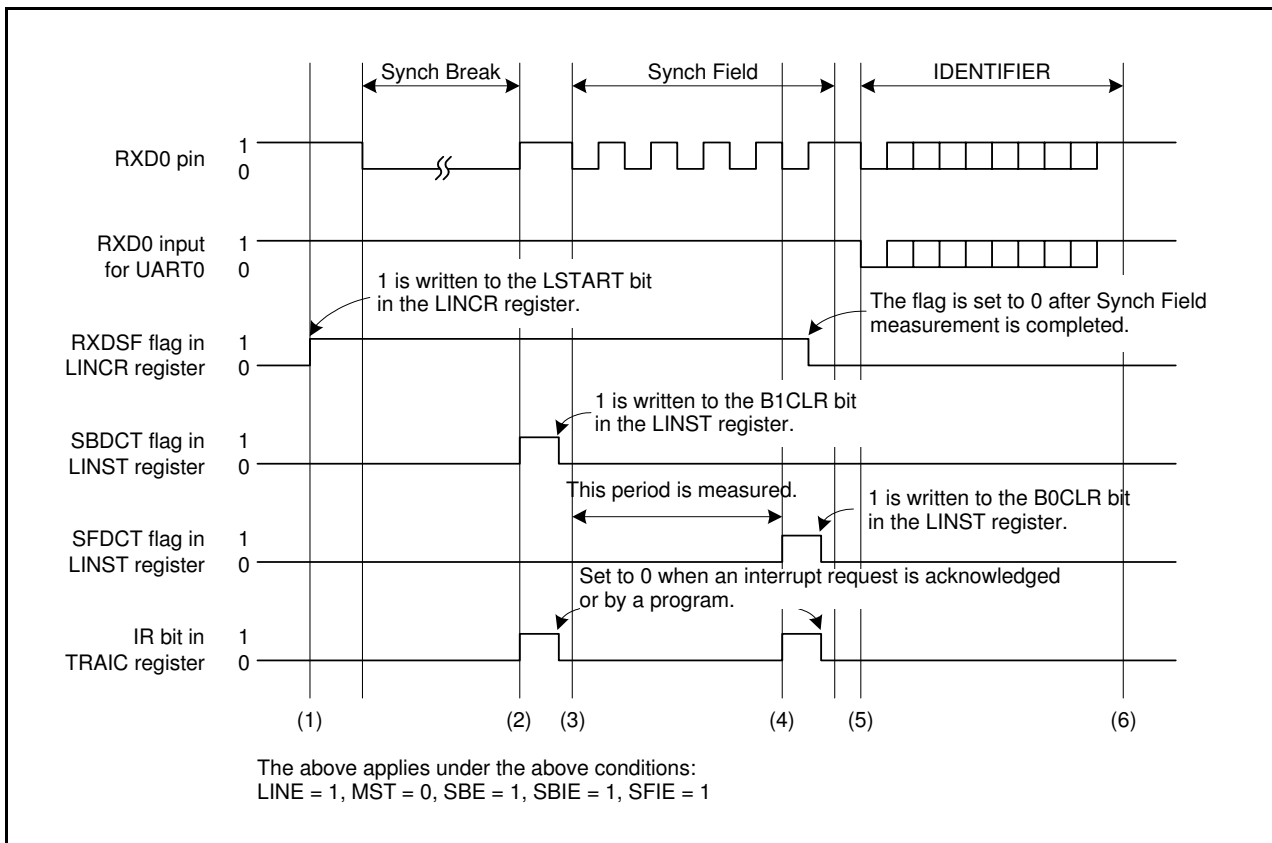 Synch Break
Synch Field
IDENTIFIER
RXD0 pin
1
0
RXD0 input
for UART0
1
0
1 is written to the LSTART bit
in the LINCR register.
The flag is set to 0 after Synch Field
measurement is completed.
RXDSF flag in
LINCR register
1
0
1 is written to the B1CLR bit
in the LINST register.
SBDCT flag in
LINST register
1
0
This period is measured.
1 is written to the B0CLR bit
in the LINST register.
SFDCT flag in
LINST register
1
0
Set to 0 when an interrupt request is acknowledged
or by a program.
IR bit in
TRAIC register
1
0
(1) (2) (3) (4) (5) (6)
The above applies under the above conditions:
LINE = 1, MST = 0, SBE = 1, SBIE = 1, SFIE = 1